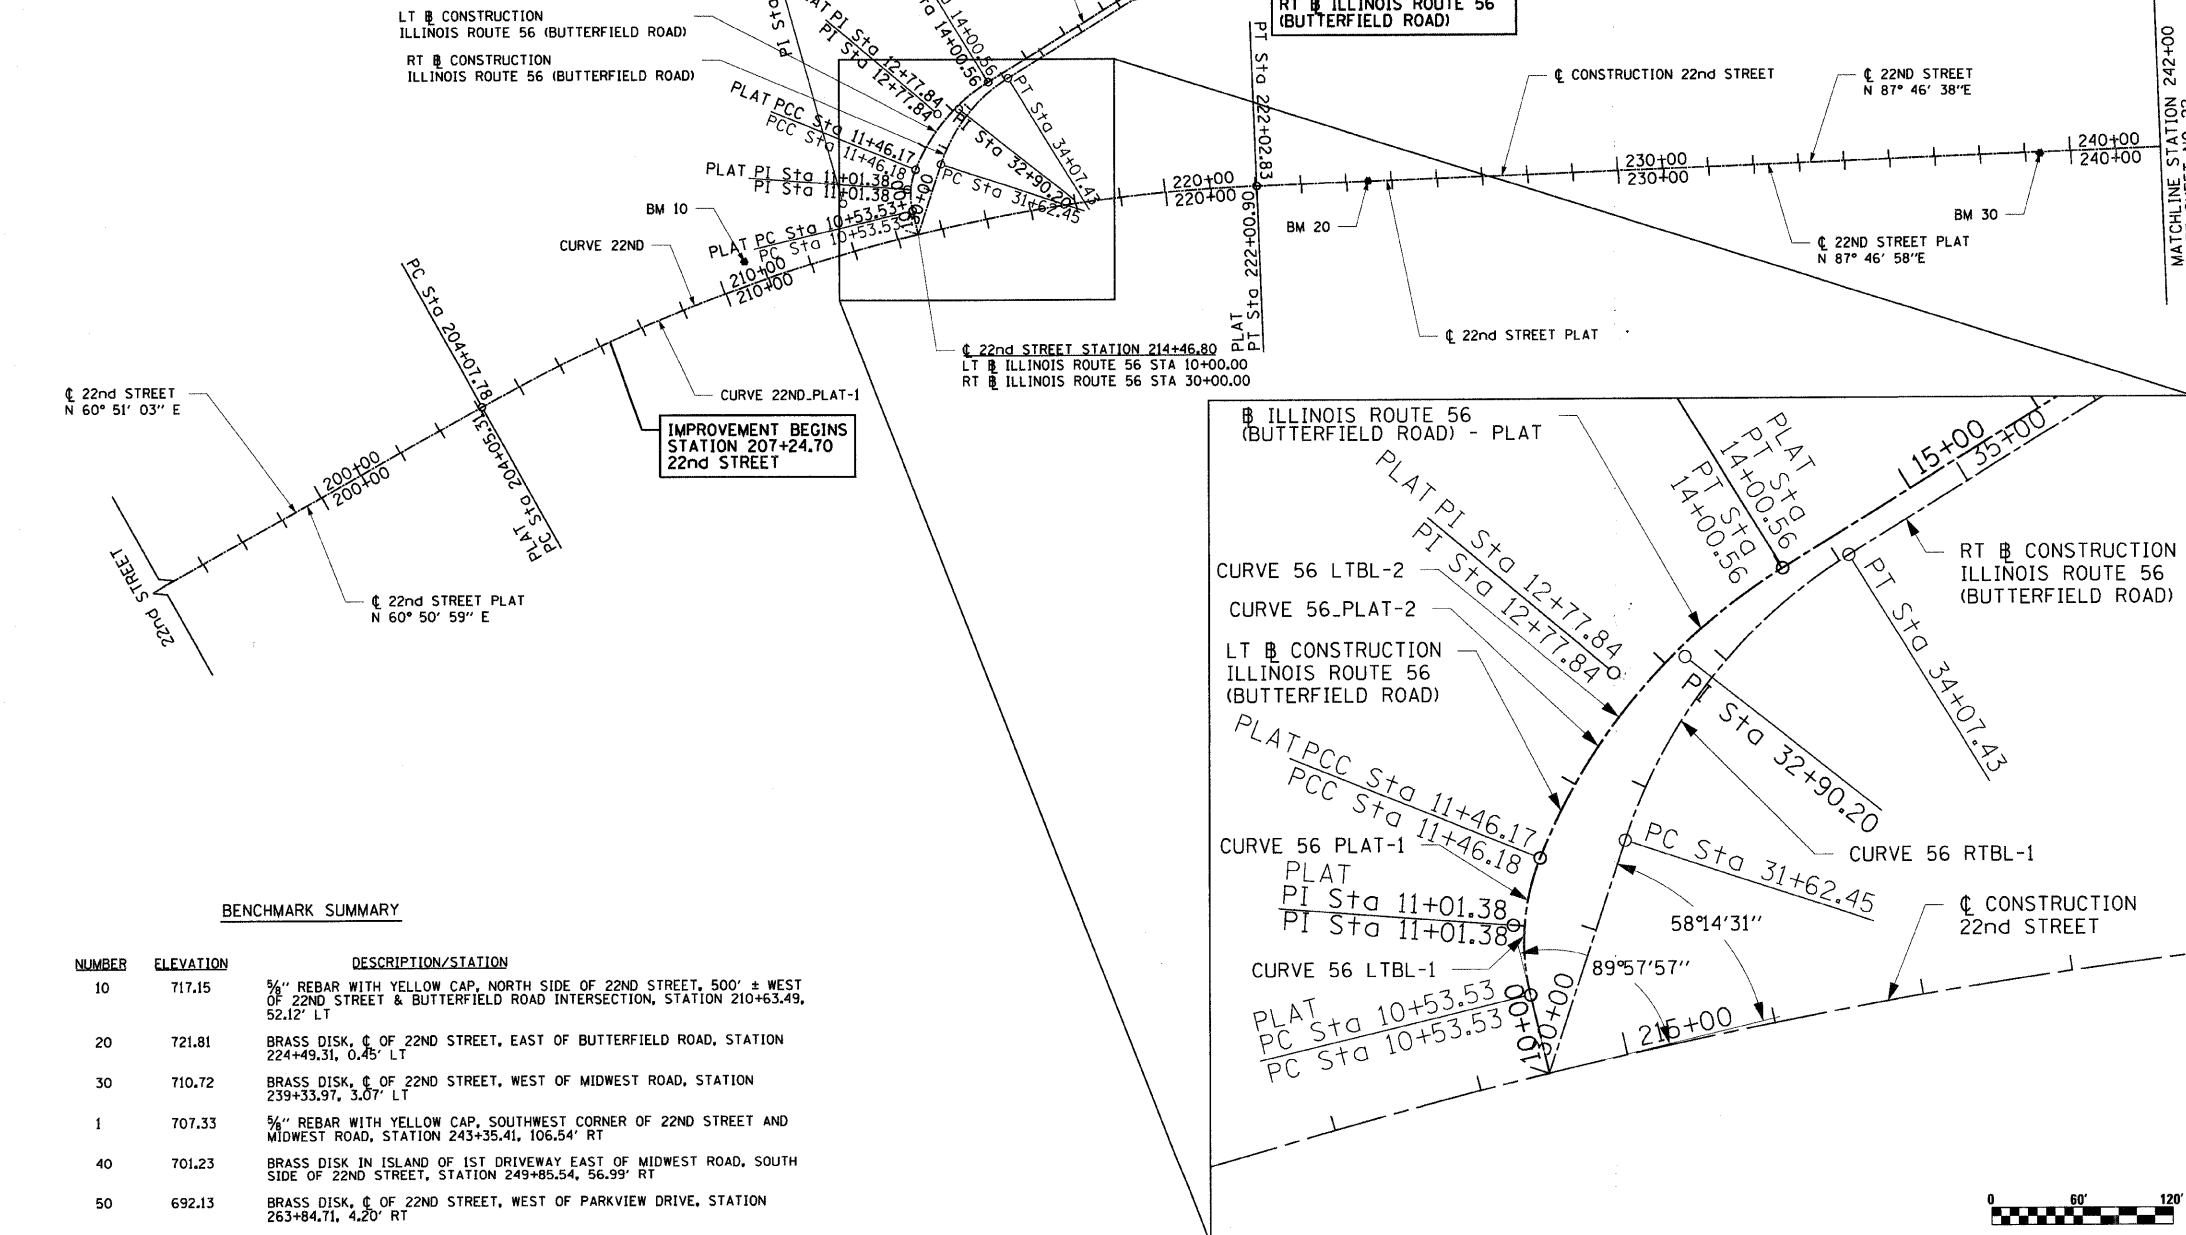 LT ℄ CONSTRUCTION
ILLINOIS ROUTE 56 (BUTTERFIELD ROAD)
RT ℄ CONSTRUCTION
ILLINOIS ROUTE 56 (BUTTERFIELD ROAD)
PI Sta
PLAT PI Sta 12+77.84
PI Sta 12+77.84
14+00.56
14+00.56
PT Sta 34+07.43
PI Sta 32+90.20
PC Sta 31+62.45
PLAT PCC Sta 11+46.17
PCC Sta 11+46.18
PLAT PI Sta 11+01.38
PI Sta 11+01.38
PLAT PC Sta 10+53.53
PC Sta 10+53.53
RT ℄ ILLINOIS ROUTE 56
(BUTTERFIELD ROAD)
PT Sta 222+02.83
PLAT
PT Sta 222+00.90
220+00
220+00
℄ CONSTRUCTION 22nd STREET
℄ 22ND STREET
N 87° 46' 38"E
230+00
230+00
240+00
240+00
MATCHLINE STATION 242+00
BM 10
BM 20
BM 30
℄ 22ND STREET PLAT
N 87° 46' 58"E
℄ 22nd STREET PLAT
CURVE 22ND
210+00
210+00
℄ 22nd STREET STATION 214+46.80
LT ℄ ILLINOIS ROUTE 56 STA 10+00.00
RT ℄ ILLINOIS ROUTE 56 STA 30+00.00
PC Sta 204+07.78
PLAT
PC Sta 204+05.31
CURVE 22ND_PLAT-1
IMPROVEMENT BEGINS
STATION 207+24.70
22nd STREET
℄ 22nd STREET
N 60° 51' 03" E
200+00
200+00
22nd STREET
℄ 22nd STREET PLAT
N 60° 50' 59" E
℄ ILLINOIS ROUTE 56
(BUTTERFIELD ROAD) - PLAT
PLAT
PT Sta
14+00.56
PT Sta
14+00.56
15+00
35+00
PLAT PI Sta 12+77.84
PI Sta 12+77.84
CURVE 56 LTBL-2
CURVE 56_PLAT-2
LT ℄ CONSTRUCTION
ILLINOIS ROUTE 56
(BUTTERFIELD ROAD)
RT ℄ CONSTRUCTION
ILLINOIS ROUTE 56
(BUTTERFIELD ROAD)
PT Sta 34+07.43
PI Sta 32+90.20
PLAT PCC Sta 11+46.17
PCC Sta 11+46.18
CURVE 56 PLAT-1
PLAT
PI Sta 11+01.38
PI Sta 11+01.38
CURVE 56 LTBL-1
PLAT
PC Sta 10+53.53
PC Sta 10+53.53
10+00
30+00
PC Sta 31+62.45
CURVE 56 RTBL-1
58°14'31"
89°57'57"
℄ CONSTRUCTION
22nd STREET
215+00
0 60' 120'
BENCHMARK SUMMARY
NUMBER ELEVATION DESCRIPTION/STATION
10 717.15 5/8" REBAR WITH YELLOW CAP, NORTH SIDE OF 22ND STREET, 500' ± WEST
OF 22ND STREET & BUTTERFIELD ROAD INTERSECTION, STATION 210+63.49,
52.12' LT
20 721.81 BRASS DISK, ℄ OF 22ND STREET, EAST OF BUTTERFIELD ROAD, STATION
224+49.31, 0.45' LT
30 710.72 BRASS DISK, ℄ OF 22ND STREET, WEST OF MIDWEST ROAD, STATION
239+33.97, 3.07' LT
1 707.33 5/8" REBAR WITH YELLOW CAP, SOUTHWEST CORNER OF 22ND STREET AND
MIDWEST ROAD, STATION 243+35.41, 106.54' RT
40 701.23 BRASS DISK IN ISLAND OF 1ST DRIVEWAY EAST OF MIDWEST ROAD, SOUTH
SIDE OF 22ND STREET, STATION 249+85.54, 56.99' RT
50 692.13 BRASS DISK, ℄ OF 22ND STREET, WEST OF PARKVIEW DRIVE, STATION
263+84.71, 4.20' RT